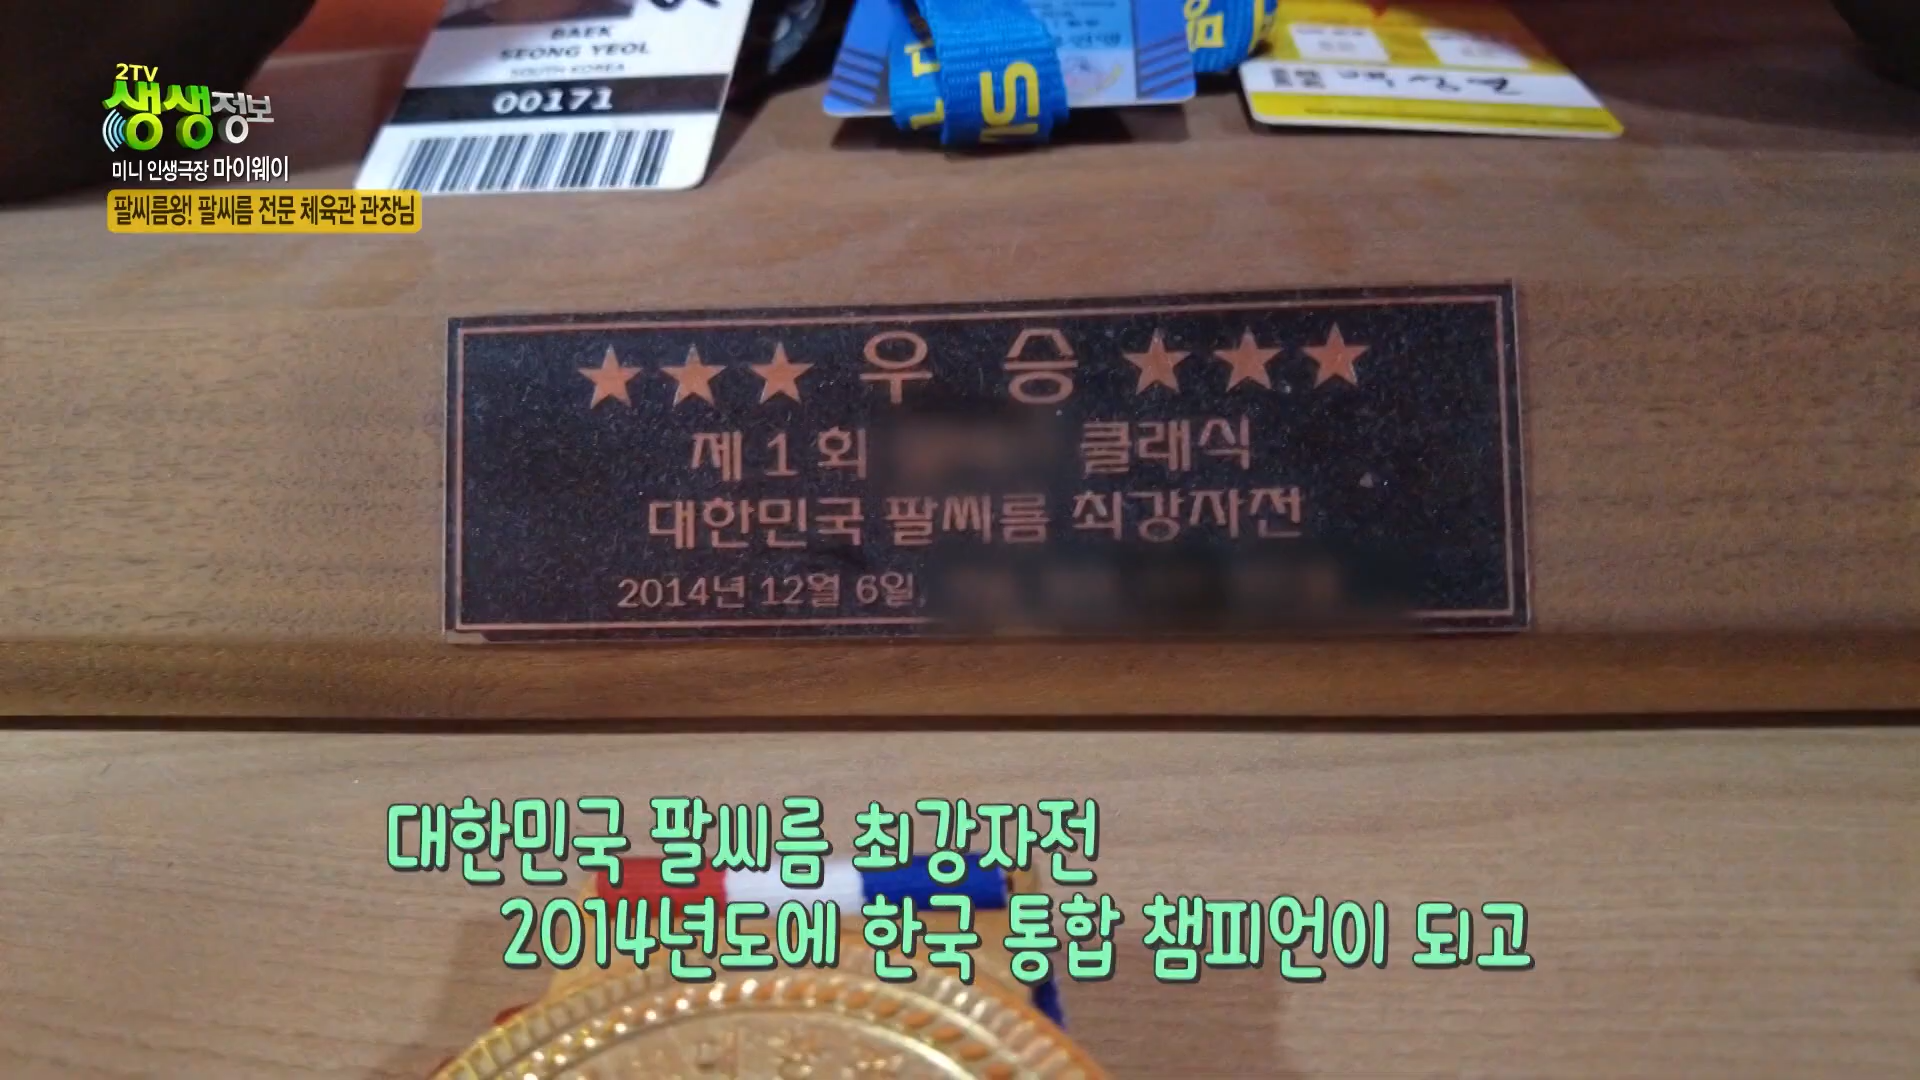 BAEK
SEONG YEOL
SOUTH KOREA
00171
2TV
생생정보
미니 인생극장 마이웨이
팔씨름왕! 팔씨름 전문 체육관 관장님
★★★ 우 승 ★★★
제 1 회 클래식
대한민국 팔씨름 최강자전
2014년 12월 6일,
대한민국 팔씨름 최강자전
2014년도에 한국 통합 챔피언이 되고